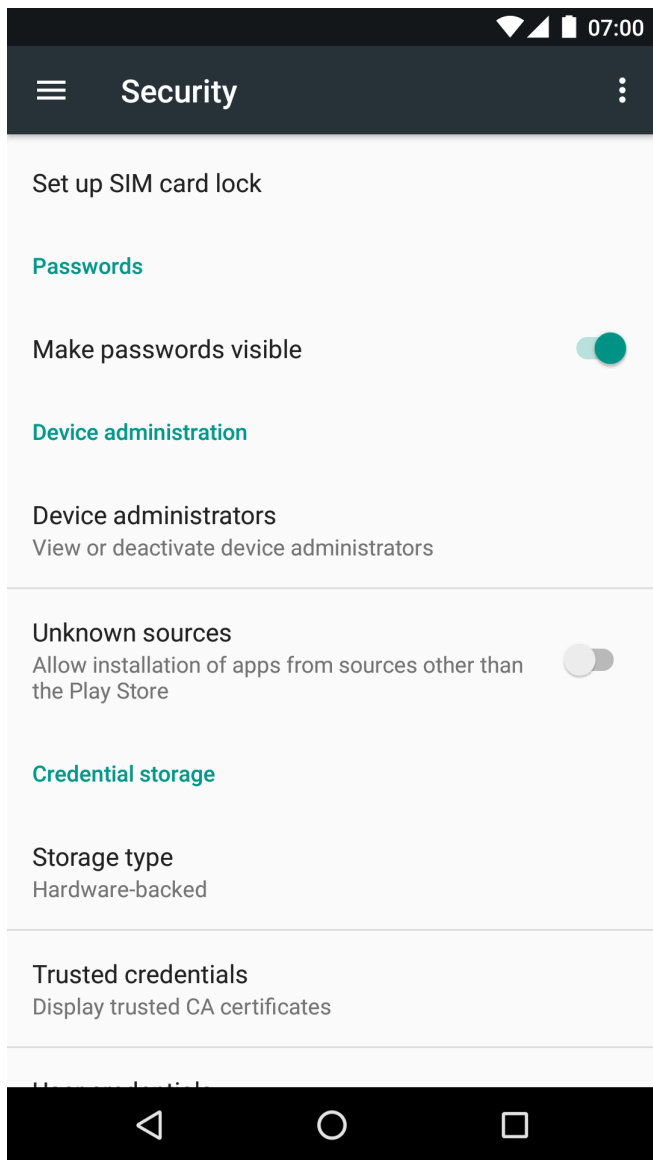 07:00
Security
Set up SIM card lock
Passwords
Make passwords visible
Device administration
Device administrators
View or deactivate device administrators
Unknown sources
Allow installation of apps from sources other than
the Play Store
Credential storage
Storage type
Hardware-backed
Trusted credentials
Display trusted CA certificates
User credentials